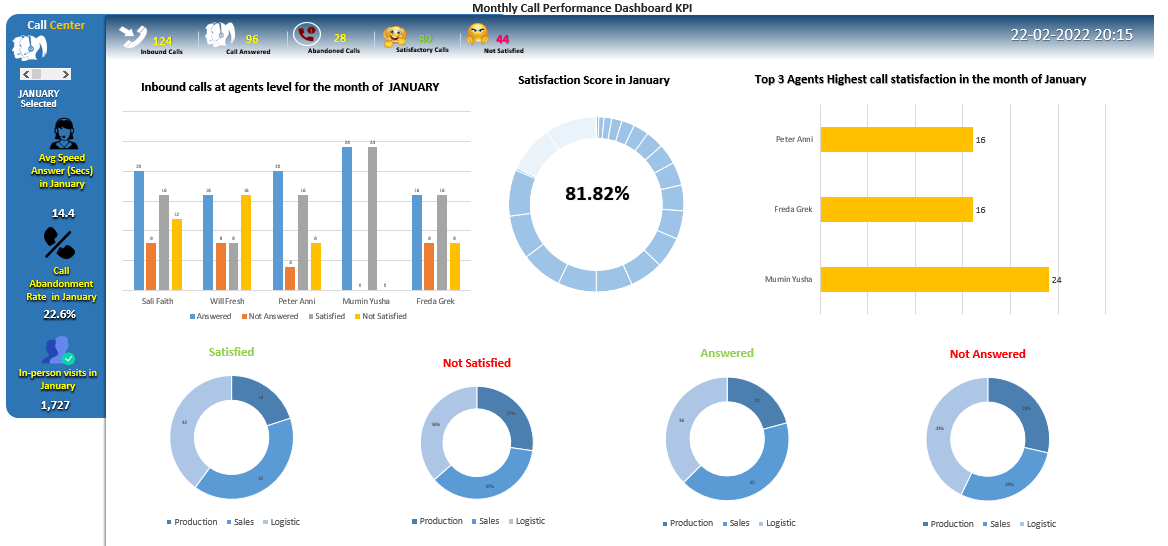 Monthly Call Performance Dashboard KPI
Call Center
JANUARY
Selected
Avg Speed
Answer (Secs)
in January
14.4
Call
Abandonment
Rate in January
22.6%
In-person visits in
January
1,727
124
Inbound Calls
96
Call Answered
28
Abandoned Calls
80
Satisfactory Calls
44
Not Satisfied
22-02-2022 20:15
Inbound calls at agents level for the month of JANUARY
20 8 16 12
16 8 8 16
20 4 16 8
24 0 24 0
16 8 16 8
Sali Faith Will Fresh Peter Anni Mumin Yusha Freda Grek
Answered Not Answered Satisfied Not Satisfied
Satisfaction Score in January
81.82%
Top 3 Agents Highest call statisfaction in the month of January
Peter Anni 16
Freda Grek 16
Mumin Yusha 24
Satisfied
32
Production Sales Logistic
Not Satisfied
36%
Production Sales Logistic
Answered
36
Production Sales Logistic
Not Answered
43%
29%
Production Sales Logistic